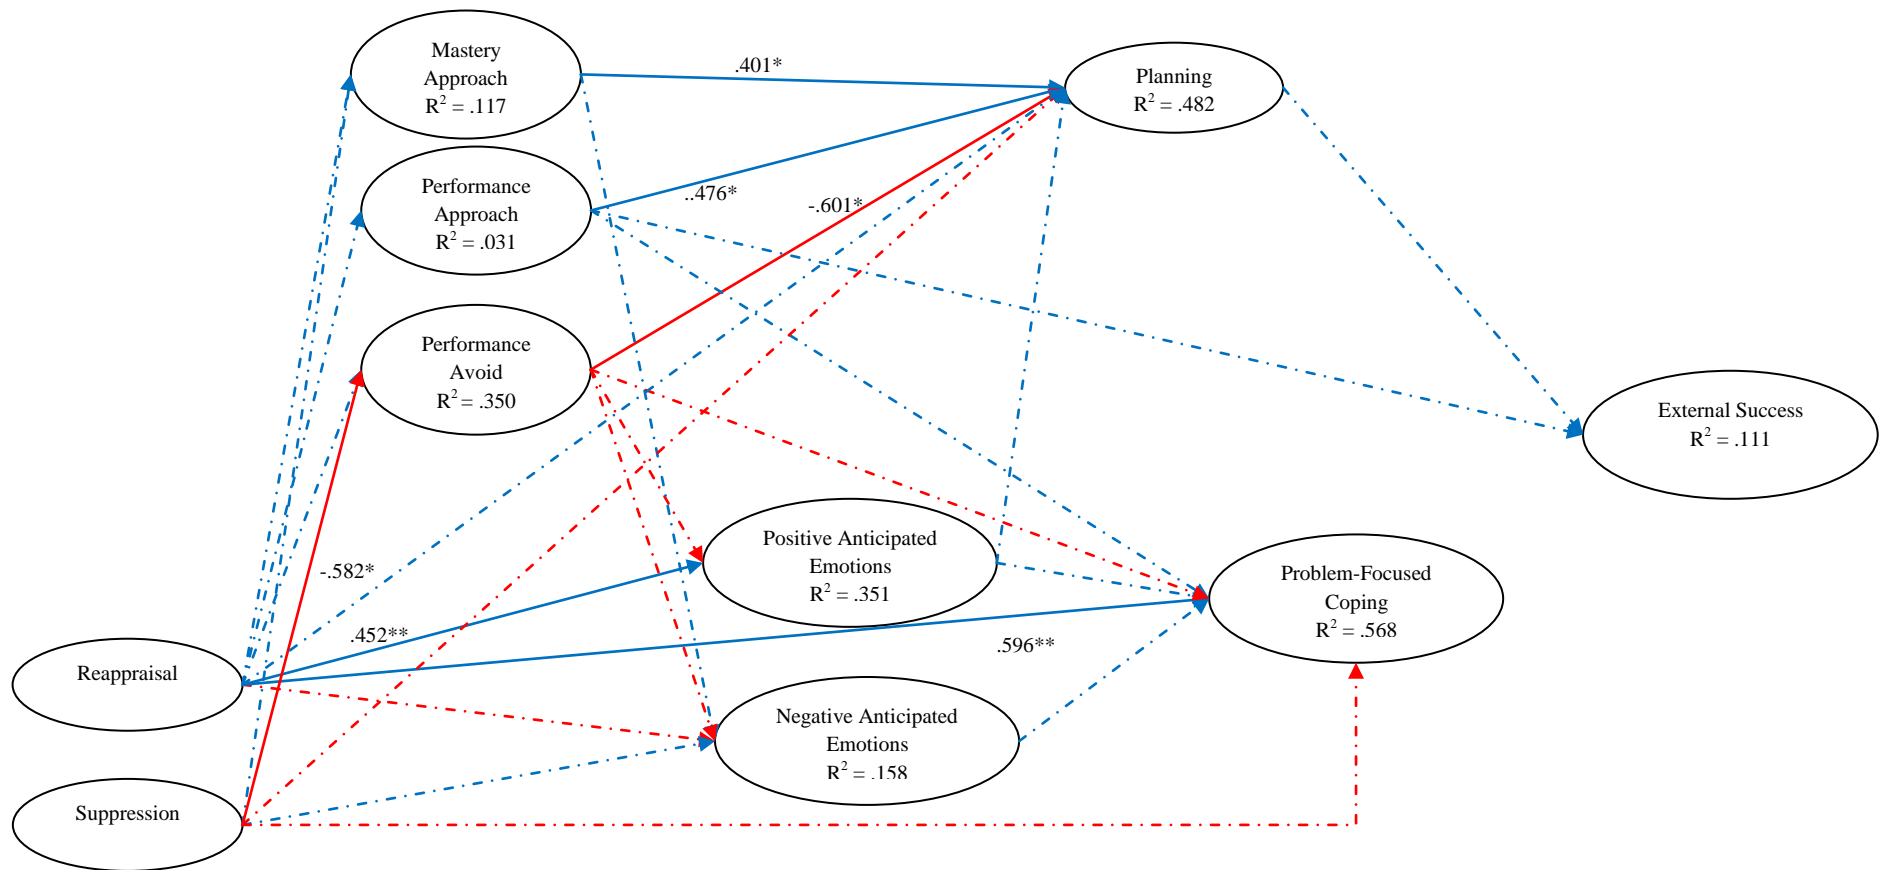 Mastery
Approach
R² = .117
.401*
Planning
R² = .482
Performance
Approach
R² = .031
..476*
-.601*
Performance
Avoid
R² = .350
External Success
R² = .111
Positive Anticipated
Emotions
R² = .351
-.582*
Problem-Focused
Coping
R² = .568
.452**
.596**
Reappraisal
Negative Anticipated
Emotions
R² = .158
Suppression